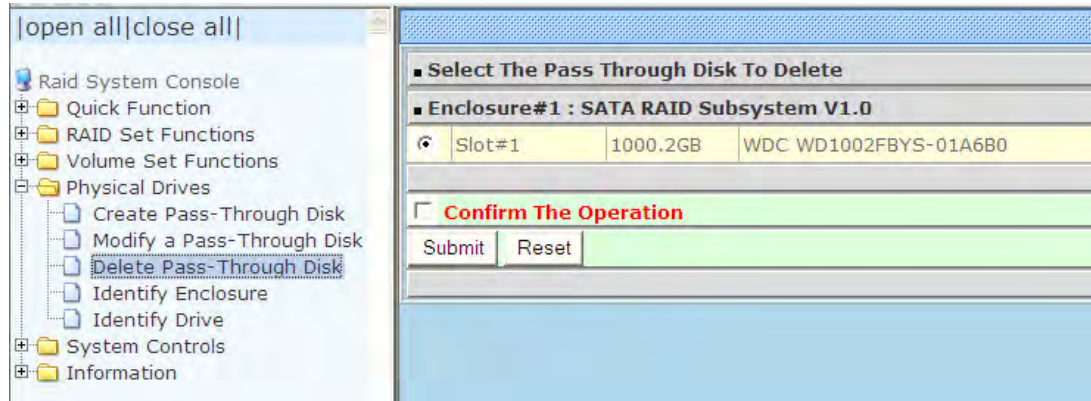 |open all|close all|
Raid System Console
Quick Function
RAID Set Functions
Volume Set Functions
Physical Drives
Create Pass-Through Disk
Modify a Pass-Through Disk
Delete Pass-Through Disk
Identify Enclosure
Identify Drive
System Controls
Information
Select The Pass Through Disk To Delete
Enclosure#1 : SATA RAID Subsystem V1.0
Slot#1 1000.2GB WDC WD1002FBYS-01A6B0
Confirm The Operation
Submit Reset